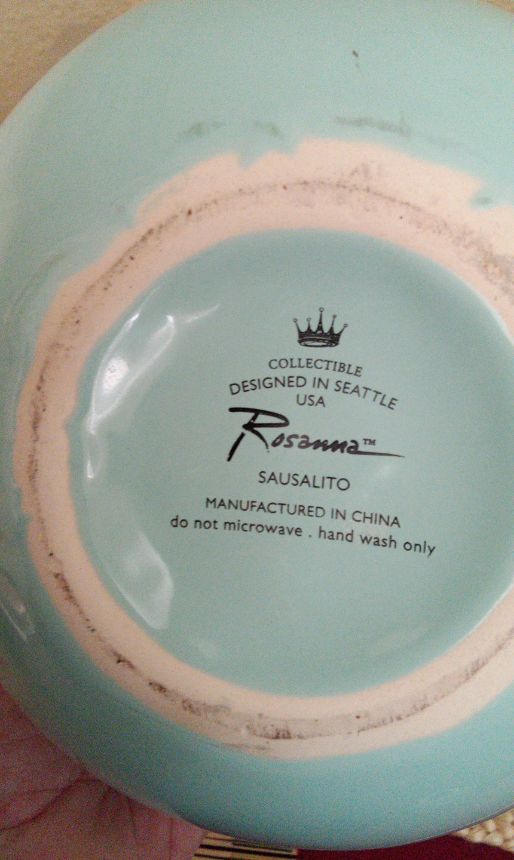 COLLECTIBLE
DESIGNED IN SEATTLE
USA
Rosanna™
SAUSALITO
MANUFACTURED IN CHINA
do not microwave . hand wash only